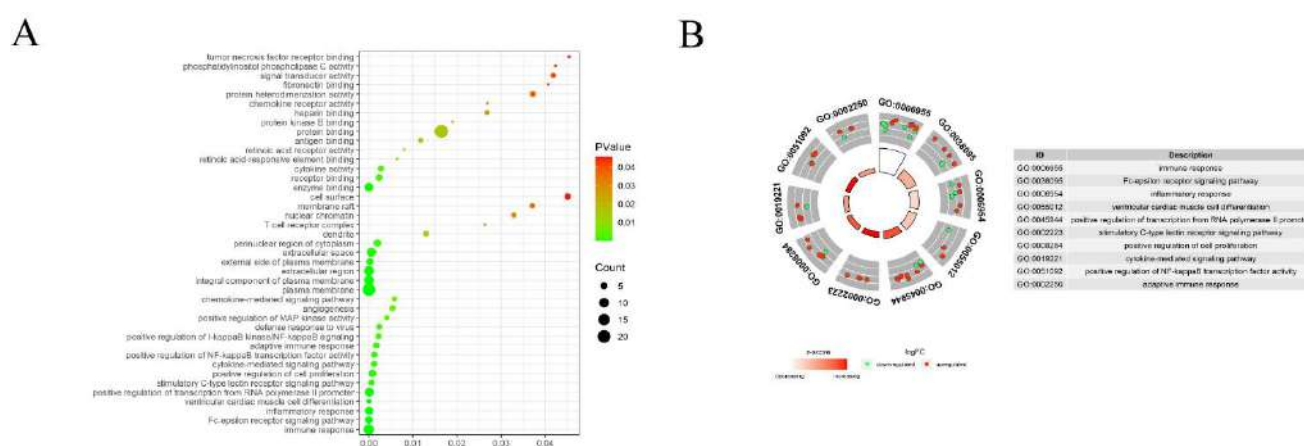 A
tumor necrosis factor receptor binding
phosphatidylinositol phospholipase C activity
signal transducer activity
fibronectin binding
protein heterodimerization activity
chemokine receptor activity
heparin binding
protein kinase B binding
protein binding
antigen binding
retinoic acid receptor activity
retinoic acid-responsive element binding
cytokine activity
receptor binding
enzyme binding
cell surface
membrane raft
nuclear chromatin
T cell receptor complex
dendrite
perinuclear region of cytoplasm
extracellular space
external side of plasma membrane
extracellular region
integral component of plasma membrane
plasma membrane
chemokine-mediated signaling pathway
angiogenesis
positive regulation of MAP kinase activity
defense response to virus
positive regulation of I-kappaB kinase/NF-kappaB signaling
adaptive immune response
positive regulation of NF-kappaB transcription factor activity
cytokine-mediated signaling pathway
positive regulation of cell proliferation
stimulatory C-type lectin receptor signaling pathway
positive regulation of transcription from RNA polymerase II promoter
ventricular cardiac muscle cell differentiation
inflammatory response
Fc-epsilon receptor signaling pathway
immune response
0.00 0.01 0.02 0.03 0.04
PValue
0.04
0.03
0.02
0.01
Count
5
10
15
20
B
GO:0006955
GO:0038095
GO:0006954
GO:0055012
GO:0045944
GO:0002223
GO:0008284
GO:0019221
GO:0051092
GO:0002250
z-score
decreasing increasing
logFC
downregulated upregulated
ID Description
GO:0006955 immune response
GO:0038095 Fc-epsilon receptor signaling pathway
GO:0006954 inflammatory response
GO:0055012 ventricular cardiac muscle cell differentiation
GO:0045944 positive regulation of transcription from RNA polymerase II promot
GO:0002223 stimulatory C-type lectin receptor signaling pathway
GO:0008284 positive regulation of cell proliferation
GO:0019221 cytokine-mediated signaling pathway
GO:0051092 positive regulation of NF-kappaB transcription factor activity
GO:0002250 adaptive immune response